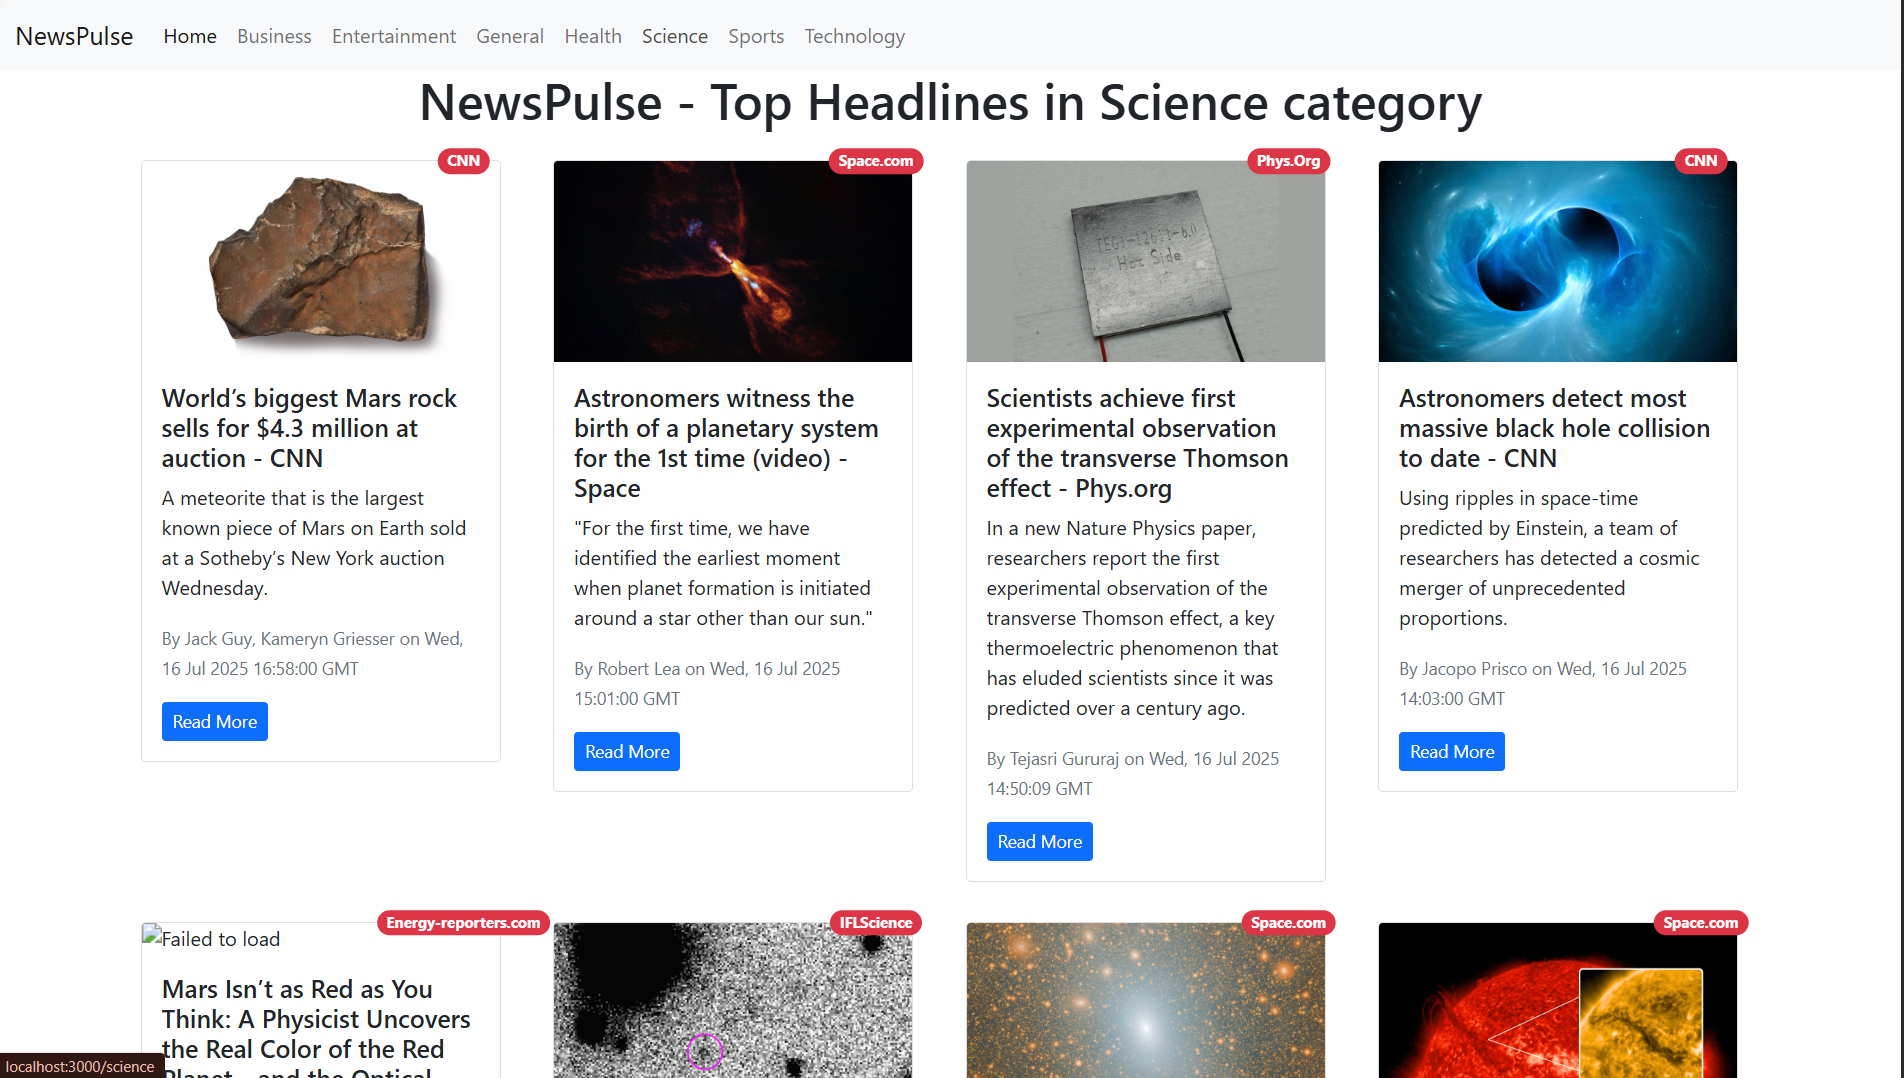 NewsPulse Home Business Entertainment General Health Science Sports Technology
NewsPulse - Top Headlines in Science category
CNN
World’s biggest Mars rock
sells for $4.3 million at
auction - CNN
A meteorite that is the largest
known piece of Mars on Earth sold
at a Sotheby’s New York auction
Wednesday.
By Jack Guy, Kameryn Griesser on Wed,
16 Jul 2025 16:58:00 GMT
Read More
Space.com
Astronomers witness the
birth of a planetary system
for the 1st time (video) -
Space
"For the first time, we have
identified the earliest moment
when planet formation is initiated
around a star other than our sun."
By Robert Lea on Wed, 16 Jul 2025
15:01:00 GMT
Read More
Phys.Org
TEG1-12611-6.0
Hot Side
Scientists achieve first
experimental observation
of the transverse Thomson
effect - Phys.org
In a new Nature Physics paper,
researchers report the first
experimental observation of the
transverse Thomson effect, a key
thermoelectric phenomenon that
has eluded scientists since it was
predicted over a century ago.
By Tejasri Gururaj on Wed, 16 Jul 2025
14:50:09 GMT
Read More
CNN
Astronomers detect most
massive black hole collision
to date - CNN
Using ripples in space-time
predicted by Einstein, a team of
researchers has detected a cosmic
merger of unprecedented
proportions.
By Jacopo Prisco on Wed, 16 Jul 2025
14:03:00 GMT
Read More
Energy-reporters.com
Failed to load
Mars Isn’t as Red as You
Think: A Physicist Uncovers
the Real Color of the Red
Planet... and the Optical
IFLScience
Space.com
Space.com
localhost:3000/science